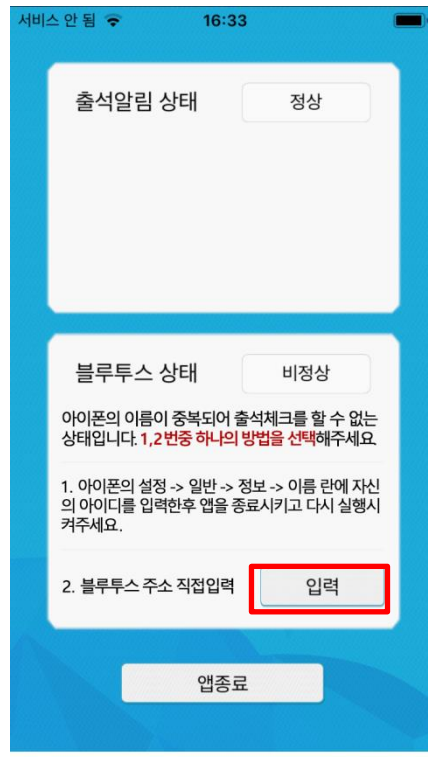 서비스 안 됨 16:33
출석알림 상태 정상
블루투스 상태 비정상
아이폰의 이름이 중복되어 출석체크를 할 수 없는
상태입니다. 1,2번중 하나의 방법을 선택해주세요.
1. 아이폰의 설정 -> 일반 -> 정보 -> 이름 란에 자신
의 아이디를 입력한후 앱을 종료시키고 다시 실행시
켜주세요.
2. 블루투스 주소 직접입력 입력
앱종료